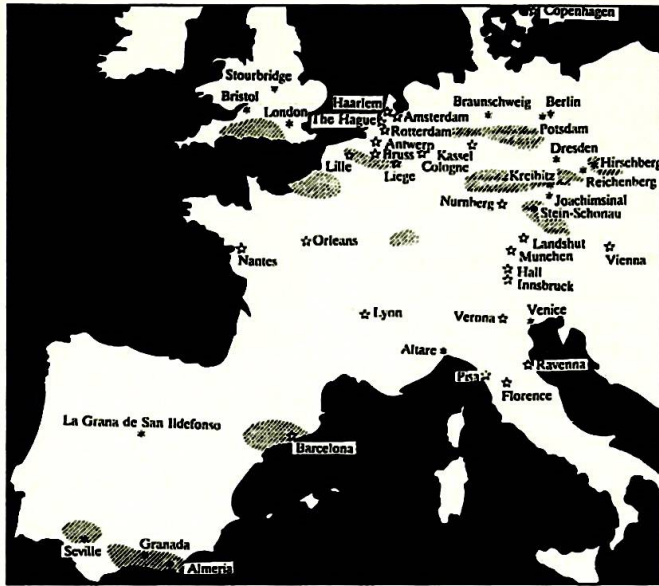 Copenhagen
Stourbridge
Bristol
London
Haarlem
The Hague
Amsterdam
Rotterdam
Antwerp
Bruss
Lille
Liege
Cologne
Kassel
Braunschweig
Berlin
Potsdam
Dresden
Hirschberg
Kreibitz
Reichenberg
Joachimsinal
Nurnberg
Stein-Schonau
Landshut
Munchen
Vienna
Hall
Innsbruck
Nantes
Orleans
Lynn
Verona
Venice
Altare
Pisa
Ravenna
Florence
La Grana de San Ildefonso
Barcelona
Seville
Granada
Almeria